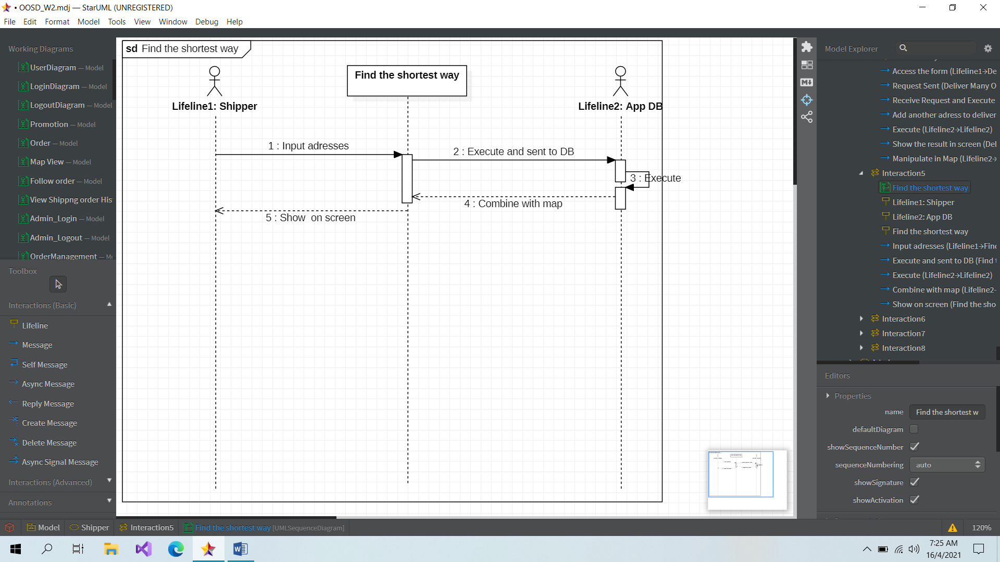 • OOSD_W2.mdj — StarUML (UNREGISTERED)
File Edit Format Model Tools View Window Debug Help
Working Diagrams
UserDiagram — Model
LoginDiagram — Model
LogoutDiagram — Model
Promotion — Model
Order — Model
Map View — Model
Follow order — Model
View Shippng order His
Admin_Login — Model
Admin_Logout — Model
OrderManagement — Mo
Toolbox
Interactions (Basic)
Lifeline
Message
Self Message
Async Message
Reply Message
Create Message
Delete Message
Async Signal Message
Interactions (Advanced)
Annotations
sd Find the shortest way
Find the shortest way
Lifeline1: Shipper
Lifeline2: App DB
1 : Input adresses
2 : Execute and sent to DB
3 : Execute
4 : Combine with map
5 : Show  on screen
Model Explorer
Access the form (Lifeline1→De
Request Sent (Deliver Many O
Receive Request and Execute
Add another adress to deliver
Execute (Lifeline2→Lifeline2)
Show the result in screen (Del
Manipulate in Map (Lifeline2→
Interaction5
Find the shortest way
Lifeline1: Shipper
Lifeline2: App DB
Find the shortest way
Input adresses (Lifeline1→Find
Execute and sent to DB (Find t
Execute (Lifeline2→Lifeline2)
Combine with map (Lifeline2-
Show on screen (Find the sho
Interaction6
Interaction7
Interaction8
Editors
Properties
name Find the shortest w
defaultDiagram
showSequenceNumber
sequenceNumbering auto
showSignature
showActivation
Model Shipper Interaction5 Find the shortest way [UMLSequenceDiagram]
120%
7:25 AM
16/4/2021